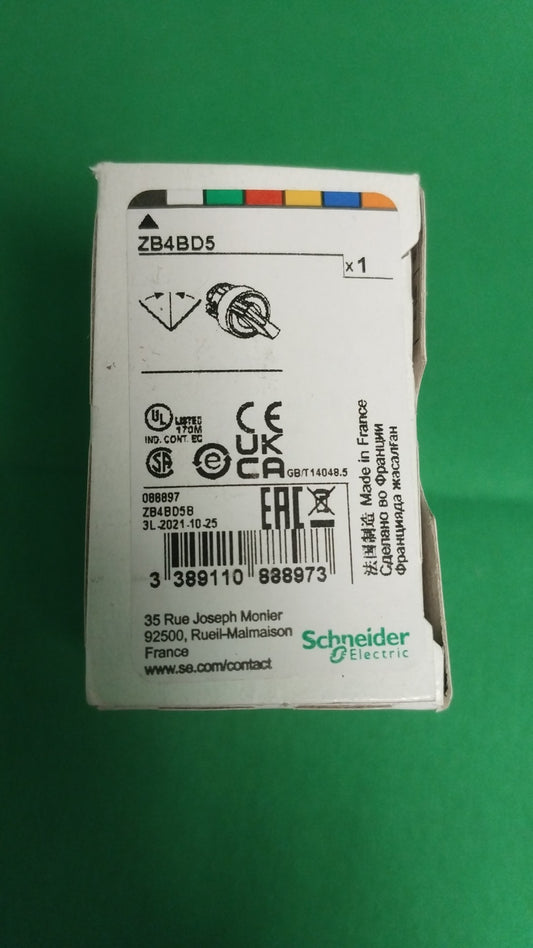 ZB4BD5
x 1
UL LISTED
170M
IND. CONT. EQ
CE
UK
CA
GB/T14048.5
EAC
ZB4BD5B
3L-2021-10-25
3 389110 888973
法国制造 Made in France
Сделано во Франции
Францияда жасалған
35 Rue Joseph Monier
92500, Rueil-Malmaison
France
www.se.com/contact
Schneider
Electric